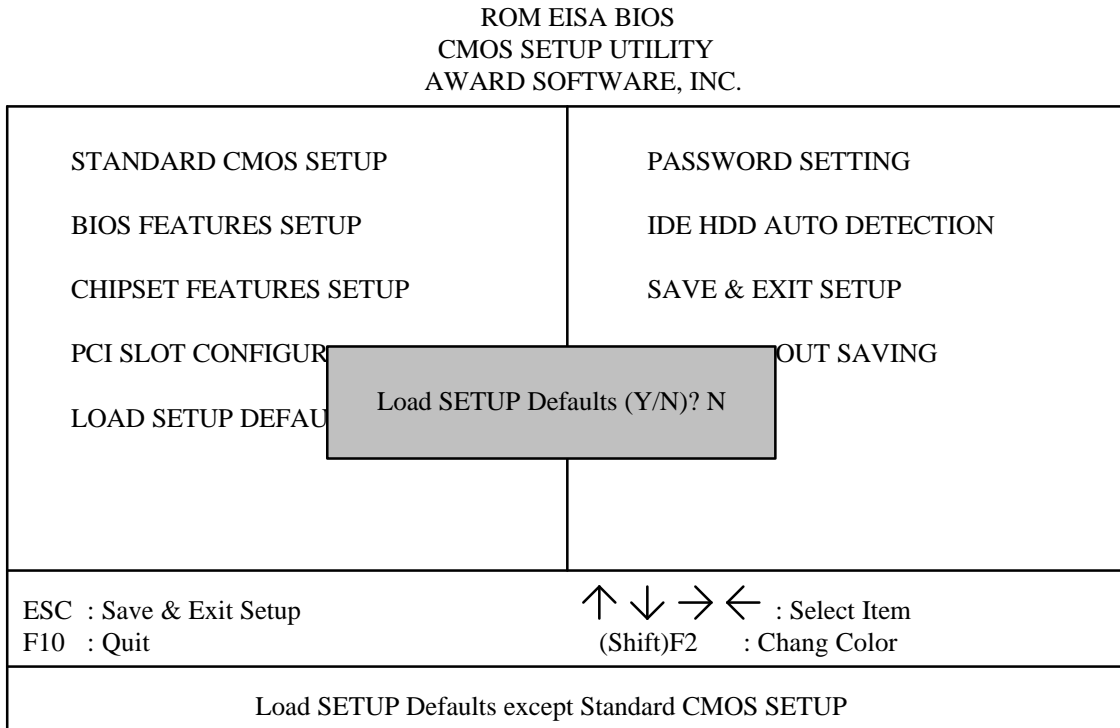 ROM EISA BIOS
CMOS SETUP UTILITY
AWARD SOFTWARE, INC.
STANDARD CMOS SETUP
BIOS FEATURES SETUP
CHIPSET FEATURES SETUP
PCI SLOT CONFIGUR
LOAD SETUP DEFAU
PASSWORD SETTING
IDE HDD AUTO DETECTION
SAVE & EXIT SETUP
OUT SAVING
Load SETUP Defaults (Y/N)? N
ESC : Save & Exit Setup
F10 : Quit
↑ ↓ → ← : Select Item
(Shift)F2 : Chang Color
Load SETUP Defaults except Standard CMOS SETUP